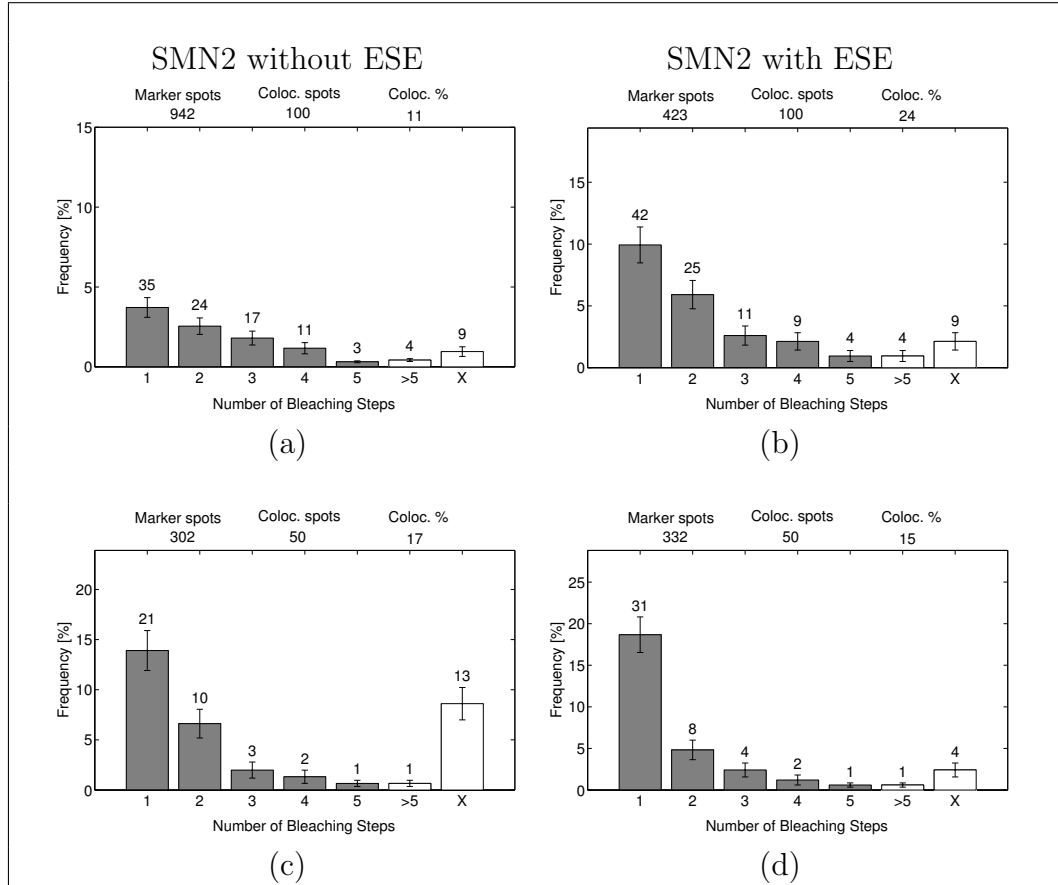 SMN2 without ESE
SMN2 with ESE
Marker spots Coloc. spots Coloc. %
942 100 11
15
10
5
0
Frequency [%]
35
24
17
11
3
4
9
1 2 3 4 5 >5 X
Number of Bleaching Steps
(a)
Marker spots Coloc. spots Coloc. %
423 100 24
15
10
5
0
Frequency [%]
42
25
11
9
4
4
9
1 2 3 4 5 >5 X
Number of Bleaching Steps
(b)
Marker spots Coloc. spots Coloc. %
302 50 17
20
15
10
5
0
Frequency [%]
21
10
3
2
1
1
13
1 2 3 4 5 >5 X
Number of Bleaching Steps
(c)
Marker spots Coloc. spots Coloc. %
332 50 15
25
20
15
10
5
0
Frequency [%]
31
8
4
2
1
1
4
1 2 3 4 5 >5 X
Number of Bleaching Steps
(d)